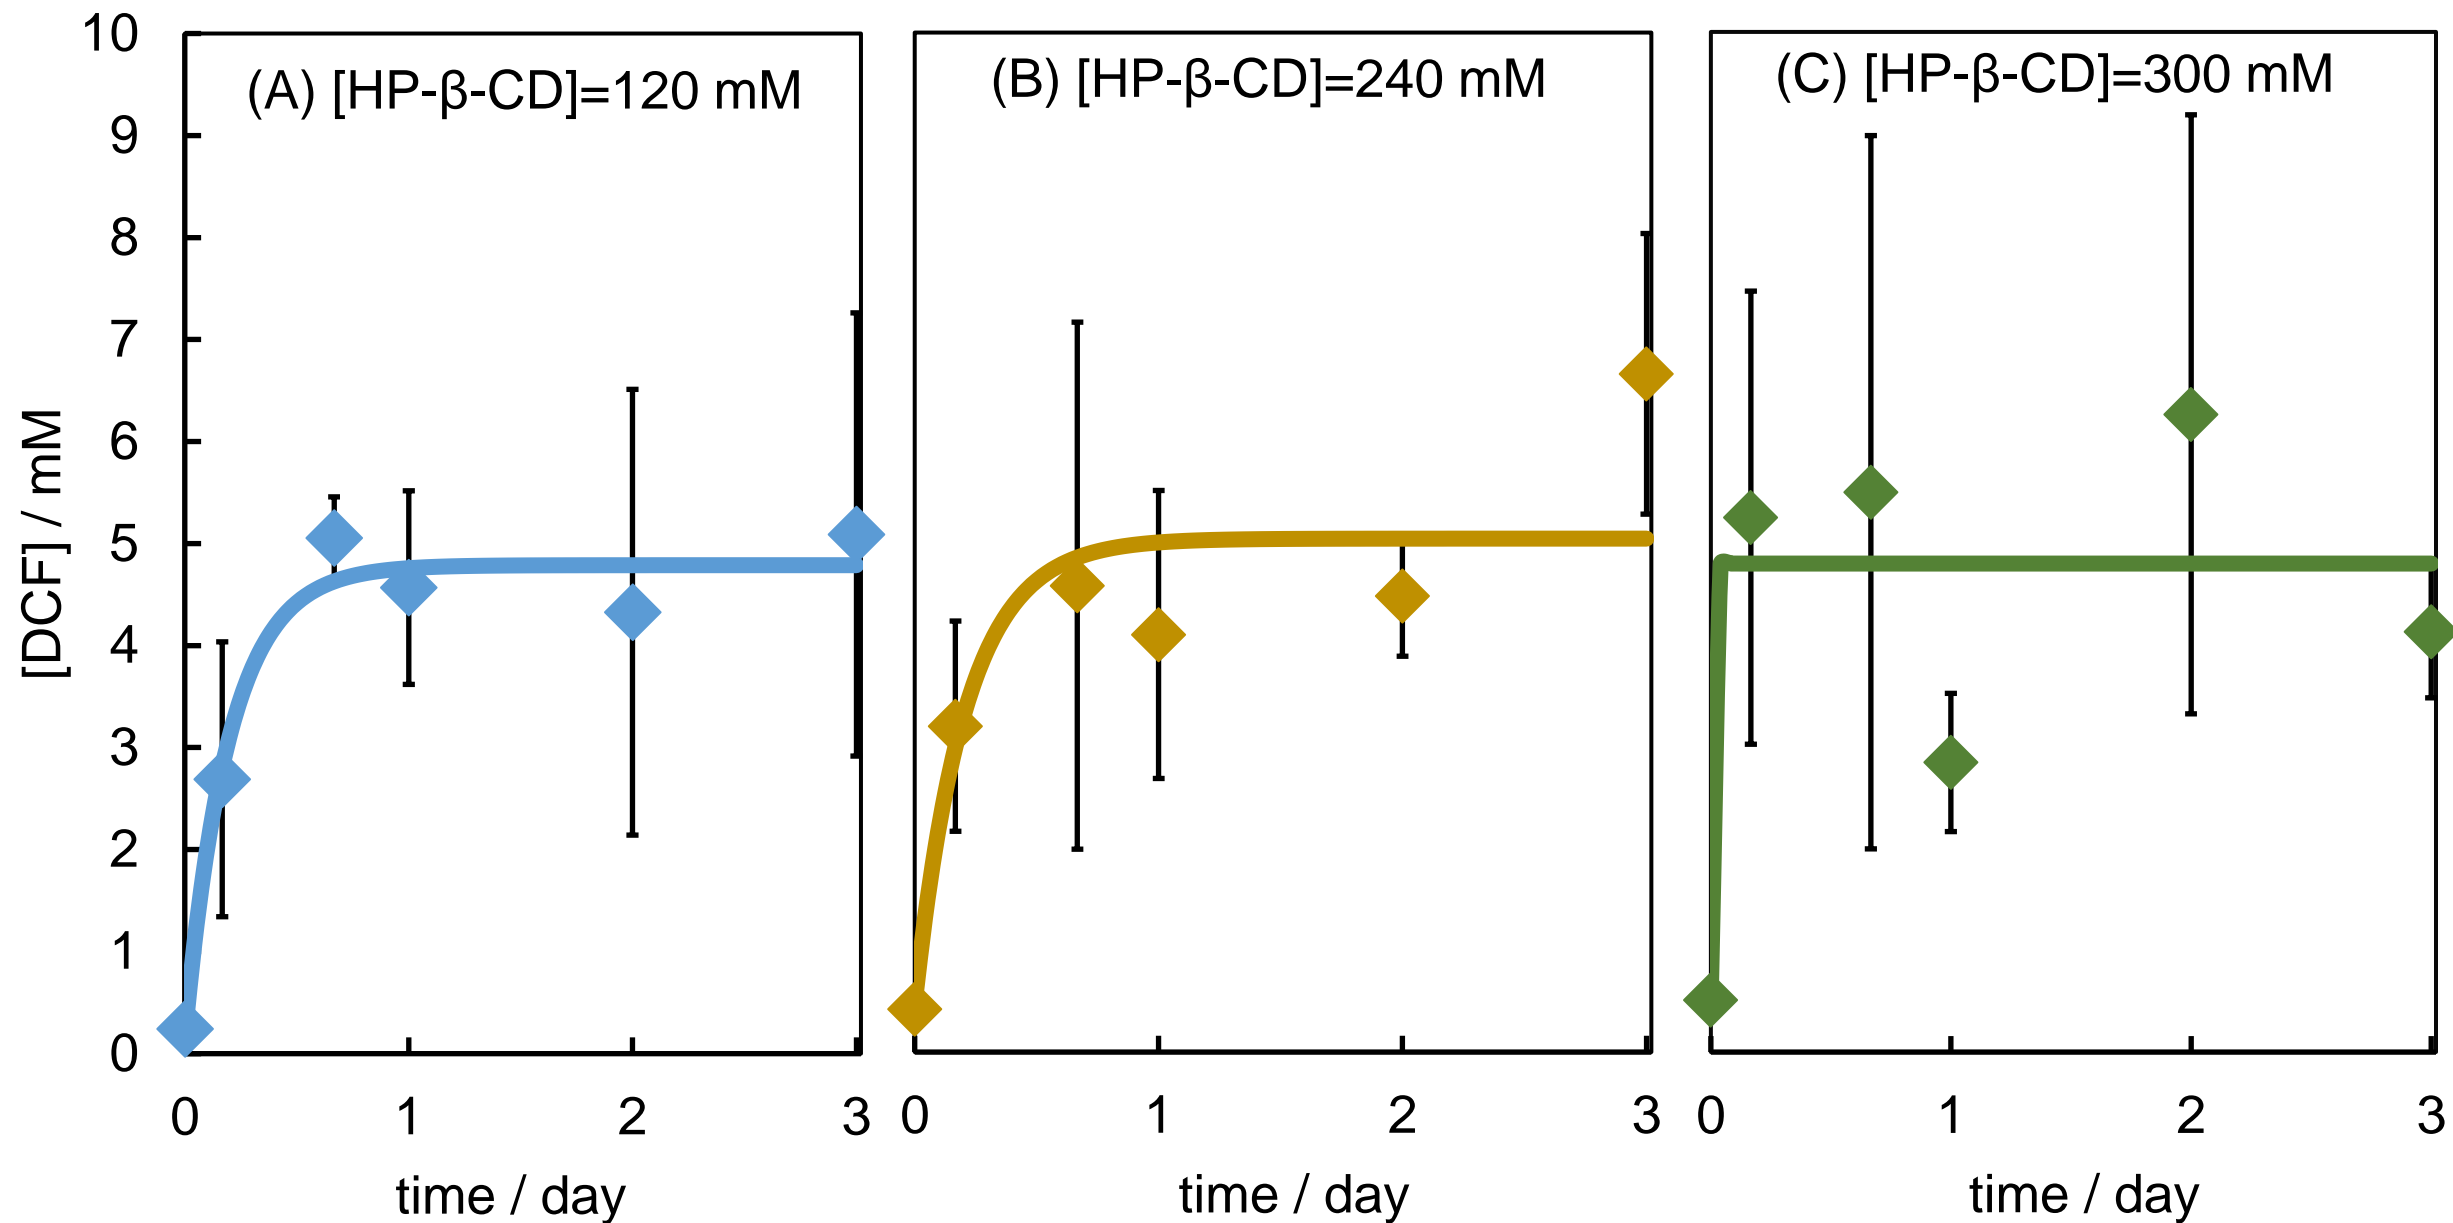 (A) [HP-β-CD]=120 mM
(B) [HP-β-CD]=240 mM
(C) [HP-β-CD]=300 mM
[DCF] / mM
10
9
8
7
6
5
4
3
2
1
0
0 1 2 3
0 1 2 3
0 1 2 3
time / day
time / day
time / day